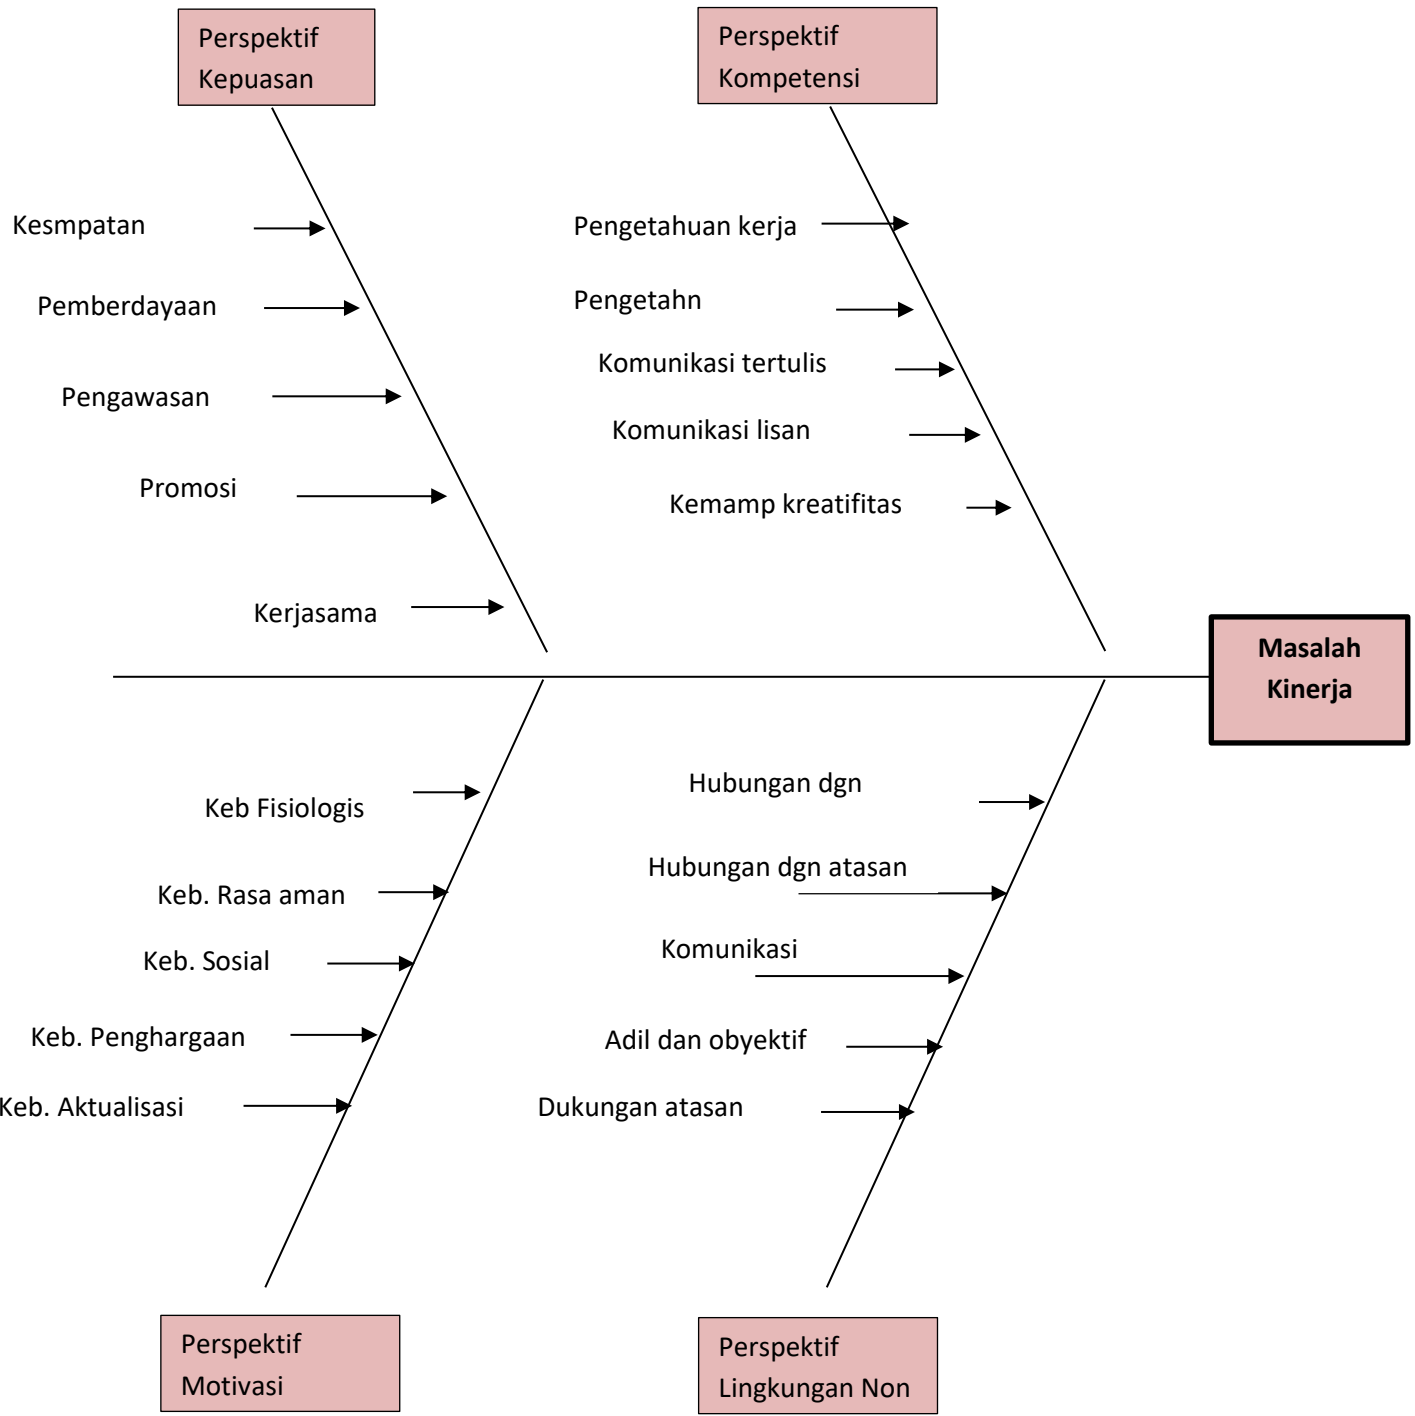 Perspektif
Kepuasan
Perspektif
Kompetensi
Kesmpatan
Pemberdayaan
Pengawasan
Promosi
Kerjasama
Pengetahuan kerja
Pengetahn
Komunikasi tertulis
Komunikasi lisan
Kemamp kreatifitas
Masalah
Kinerja
Keb Fisiologis
Keb. Rasa aman
Keb. Sosial
Keb. Penghargaan
Keb. Aktualisasi
Hubungan dgn
Hubungan dgn atasan
Komunikasi
Adil dan obyektif
Dukungan atasan
Perspektif
Motivasi
Perspektif
Lingkungan Non